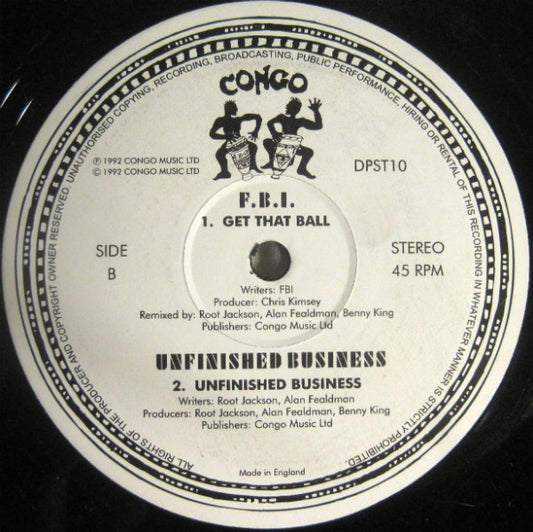 ALL RIGHTS OF THE PRODUCER AND COPYRIGHT OWNER RESERVED. UNAUTHORISED COPYING, RECORDING, BROADCASTING, PUBLIC PERFORMANCE, HIRING OR RENTAL OF THIS RECORDING IN WHATEVER MANNER IS STRICTLY PROHIBITED.
CONGO
℗ 1992 CONGO MUSIC LTD
© 1992 CONGO MUSIC LTD
DPST10
F.B.I.
1. GET THAT BALL
SIDE
B
STEREO
45 RPM
Writers: FBI
Producer: Chris Kimsey
Remixed by: Root Jackson, Alan Fealdman, Benny King
Publishers: Congo Music Ltd
UNFINISHED BUSINESS
2. UNFINISHED BUSINESS
Writers: Root Jackson, Alan Fealdman
Producers: Root Jackson, Alan Fealdman, Benny King
Publishers: Congo Music Ltd
Made in England